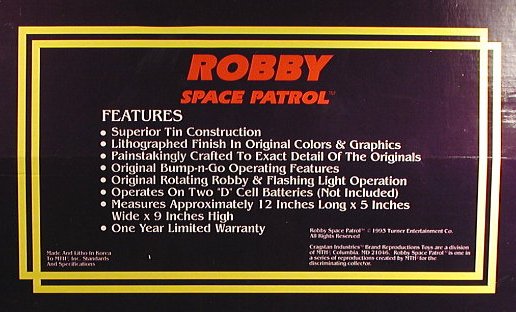 ROBBY
SPACE PATROL™
FEATURES
• Superior Tin Construction
• Lithographed Finish In Original Colors & Graphics
• Painstakingly Crafted To Exact Detail Of The Originals
• Original Bump-n-Go Operating Features
• Original Rotating Robby & Flashing Light Operation
• Operates On Two "D" Cell Batteries (Not Included)
• Measures Approximately 12 Inches Long x 5 Inches
Wide x 9 Inches High
• One Year Limited Warranty
Made And Litho In Korea
To MTH Inc. Standards
And Specifications
Robby Space Patrol™ © 1995 Turner Entertainment Co.
All Rights Reserved
Cragstan Industries™ Brand Reproductions Toys are a division
of MTH Columbia MD 21046. Robby Space Patrol™ is one in
a series of reproductions created by MTH for the
discriminating collector.